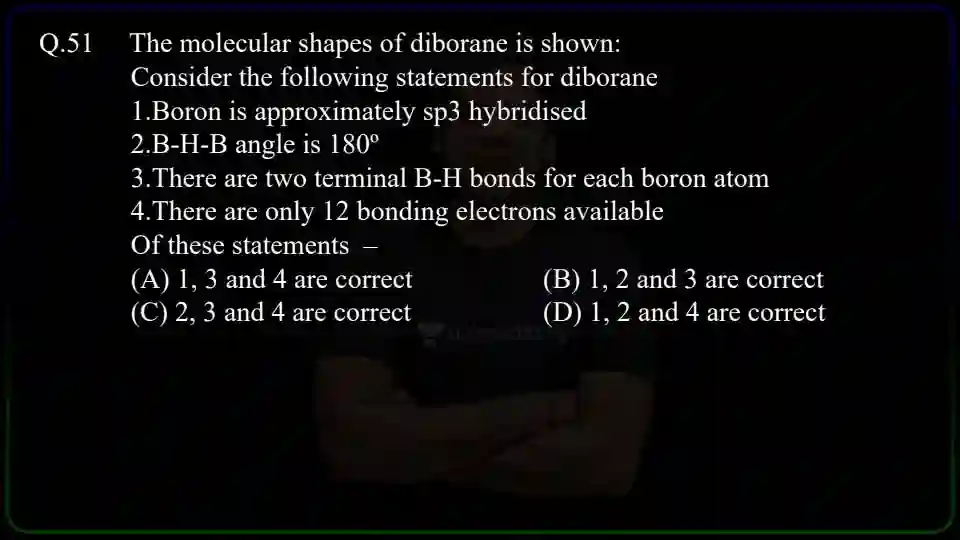 Q.51 The molecular shapes of diborane is shown:
Consider the following statements for diborane
1.Boron is approximately sp3 hybridised
2.B-H-B angle is 180º
3.There are two terminal B-H bonds for each boron atom
4.There are only 12 bonding electrons available
Of these statements –
(A) 1, 3 and 4 are correct (B) 1, 2 and 3 are correct
(C) 2, 3 and 4 are correct (D) 1, 2 and 4 are correct